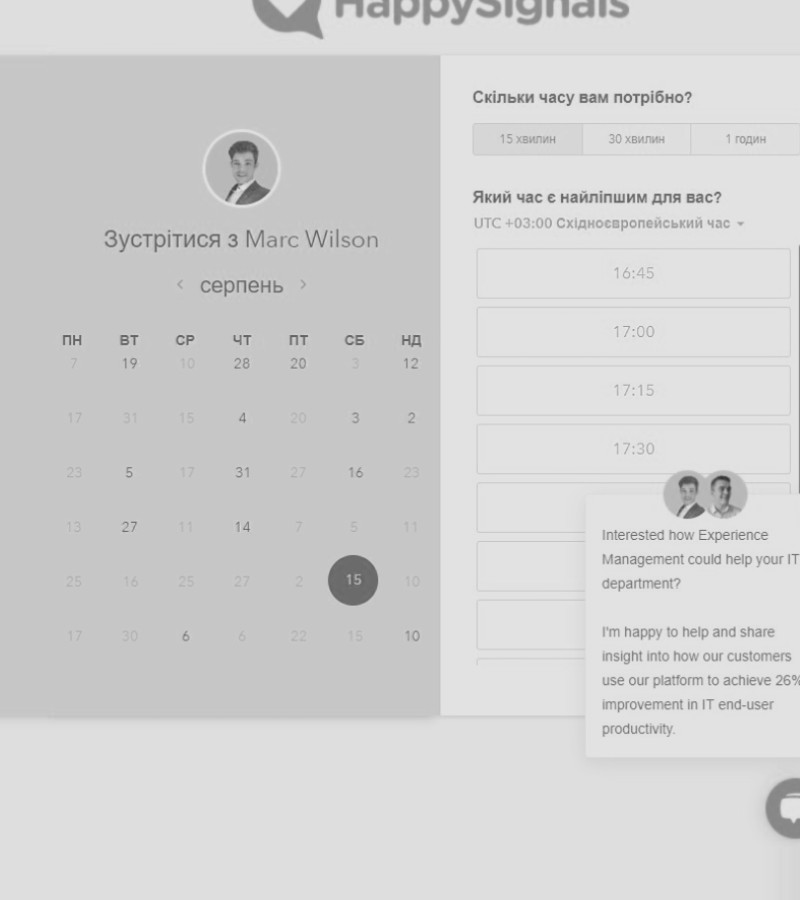 HappySignals
Зустрітися з Marc Wilson
серпень
ПН ВТ СР ЧТ ПТ СБ НД
7 19 10 28 20 3 12
17 31 15 4 20 3 2
23 5 17 31 27 16 23
13 27 11 14 7 5 11
25 16 25 27 2 15 10
17 30 6 6 22 15 10
Скільки часу вам потрібно?
15 хвилин 30 хвилин 1 годин
Який час є найліпшим для вас?
UTC +03:00 Східноєвропейський час
16:45
17:00
17:15
17:30
Interested how Experience
Management could help your IT
department?
I'm happy to help and share
insight into how our customers
use our platform to achieve 26%
improvement in IT end-user
productivity.